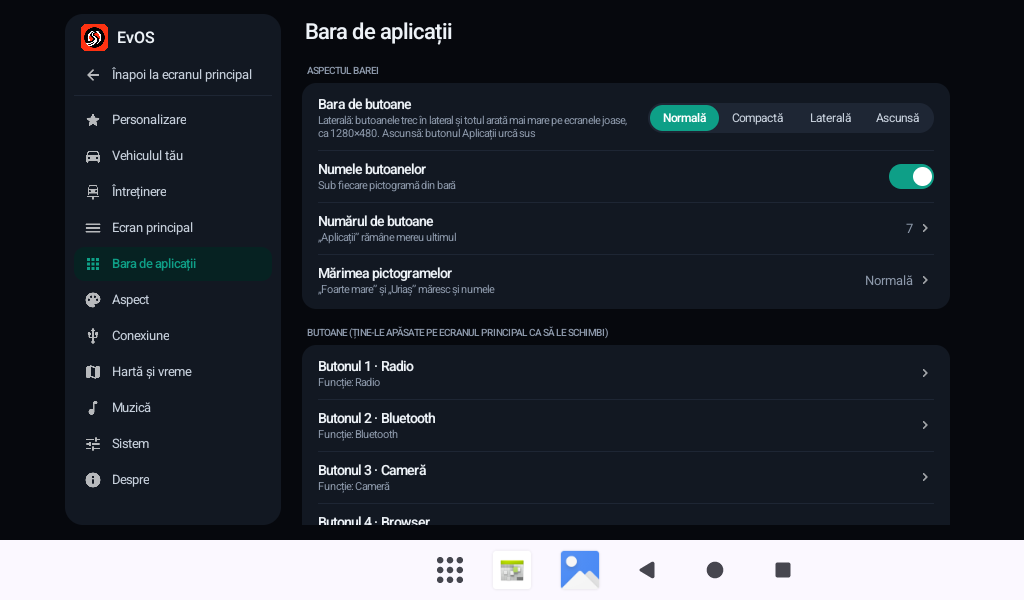 EvOS
Înapoi la ecranul principal
Personalizare
Vehiculul tău
Întreținere
Ecran principal
Bara de aplicații
Aspect
Conexiune
Hartă și vreme
Muzică
Sistem
Despre
Bara de aplicații
ASPECTUL BAREI
Bara de butoane
Laterală: butoanele trec în lateral și totul arată mai mare pe ecranele joase,
ca 1280×480. Ascunsă: butonul Aplicații urcă sus
Normală
Compactă
Laterală
Ascunsă
Numele butoanelor
Sub fiecare pictogramă din bară
Numărul de butoane
„Aplicații” rămâne mereu ultimul
7
Mărimea pictogramelor
„Foarte mare” și „Uriaș” măresc și numele
Normală
BUTOANE (ȚINE-LE APĂSATE PE ECRANUL PRINCIPAL CA SĂ LE SCHIMBI)
Butonul 1 · Radio
Funcție: Radio
Butonul 2 · Bluetooth
Funcție: Bluetooth
Butonul 3 · Cameră
Funcție: Cameră
Butonul 4 · Browser